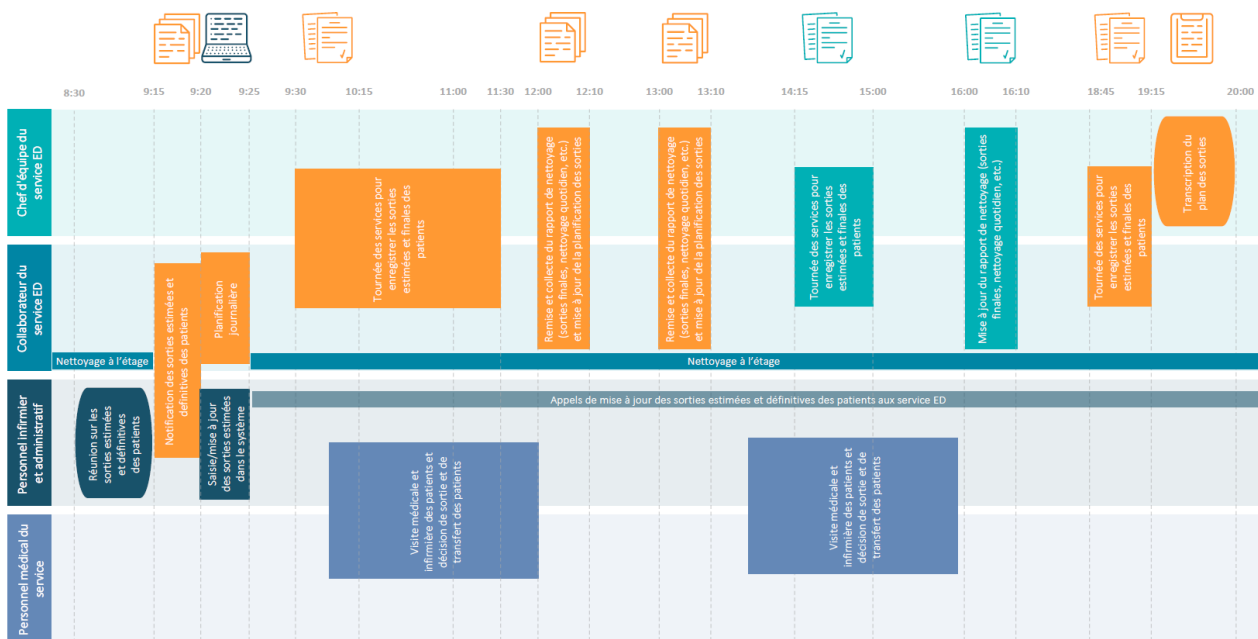 8:30
9:15
9:20
9:25
9:30
10:15
11:00
11:30
12:00
12:10
13:00
13:10
14:15
15:00
16:00
16:10
18:45
19:15
20:00
Chef d'équipe du
service ED
Tournée des services pour
enregistrer les sorties
estimées et finales des
patients
Remise et collecte du rapport de nettoyage
(sorties finales, nettoyage quotidien, etc.)
et mise à jour de la planification des sorties
Remise et collecte du rapport de nettoyage
(sorties finales, nettoyage quotidien, etc.)
et mise à jour de la planification des sorties
Tournée des services pour
enregistrer les sorties
estimées et finales des
patients
Mise à jour du rapport de nettoyage (sorties
finales, nettoyage quotidien, etc.)
Tournée des services pour
enregistrer les sorties
estimées et finales des
patients
Transcription du
plan des sorties
Collaborateur du
service ED
Notification des sorties estimées et
definitives des patients
Planification
journalière
Nettoyage à l'étage
Nettoyage à l'étage
Personnel infirmier
et administratif
Réunion sur les
sorties estimées
et définitives
des patients
Saisie/mise à jour
des sorties estimées
dans le système
Appels de mise à jour des sorties estimées et définitives des patients aux service ED
Visite médicale et
infirmière des patients et
décision de sortie et de
transfert des patients
Visite médicale et
infirmière des patients et
décision de sortie et de
transfert des patients
Personnel médical du
service